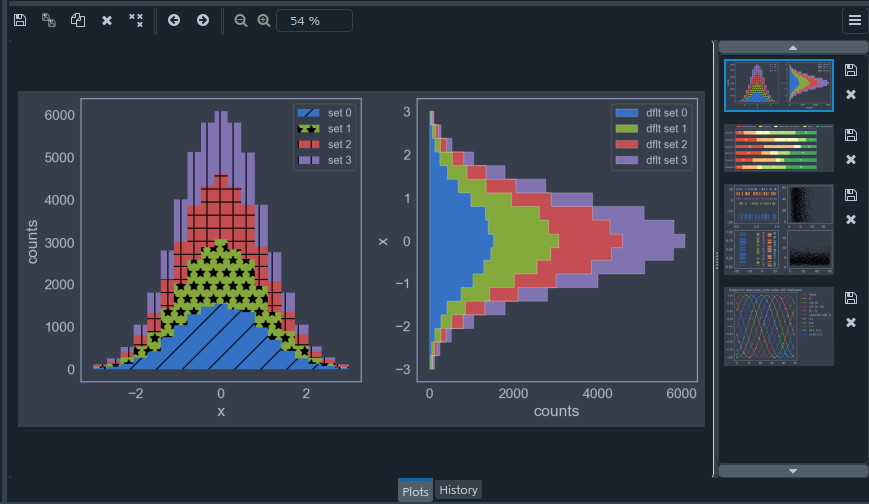 54 %
6000
5000
4000
3000
2000
1000
0
counts
−2 0 2
x
set 0
set 1
set 2
set 3
3
2
1
0
−1
−2
−3
x
0 2000 4000 6000
counts
dflt set 0
dflt set 1
dflt set 2
dflt set 3
Plots History